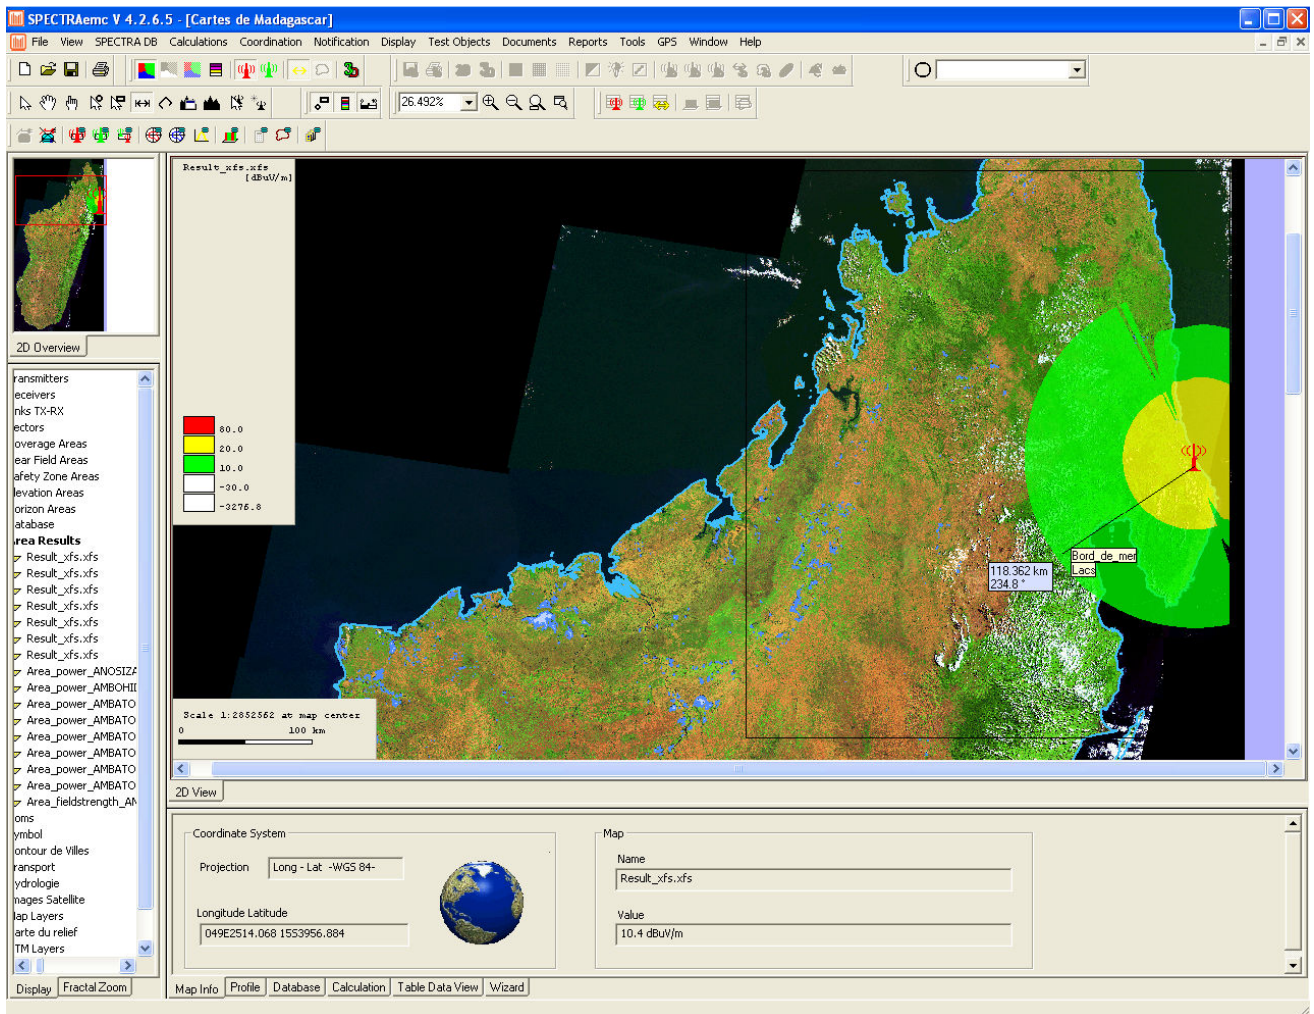 SPECTRAemc V 4.2.6.5 - [Cartes de Madagascar]
File View SPECTRA DB Calculations Coordination Notification Display Test Objects Documents Reports Tools GPS Window Help
26.492%
2D Overview
ransmitters
eceivers
nks TX-RX
ectors
overage Areas
ear Field Areas
afety Zone Areas
levation Areas
orizon Areas
atabase
rea Results
Result_xfs.xfs
Result_xfs.xfs
Result_xfs.xfs
Result_xfs.xfs
Result_xfs.xfs
Result_xfs.xfs
Result_xfs.xfs
Area_power_ANOSIZA
Area_power_AMBOHII
Area_power_AMBATO
Area_power_AMBATO
Area_power_AMBATO
Area_power_AMBATO
Area_power_AMBATO
Area_power_AMBATO
Area_fieldstrength_AM
oms
ymbol
ontour de Villes
ransport
ydrologie
mages Satellite
Map Layers
arte du relief
TM Layers
Display Fractal Zoom
Result_xfs.xfs
[dBuV/m]
80.0
20.0
10.0
-30.0
-3276.8
Bord_de_mer
Lacs
118.362 km
234.8 °
Scale 1:2852562 at map center
0 100 km
2D View
Coordinate System
Projection Long - Lat -WGS 84-
Longitude Latitude
049E2514.068 15S3956.884
Map
Name
Result_xfs.xfs
Value
10.4 dBuV/m
Map Info Profile Database Calculation Table Data View Wizard